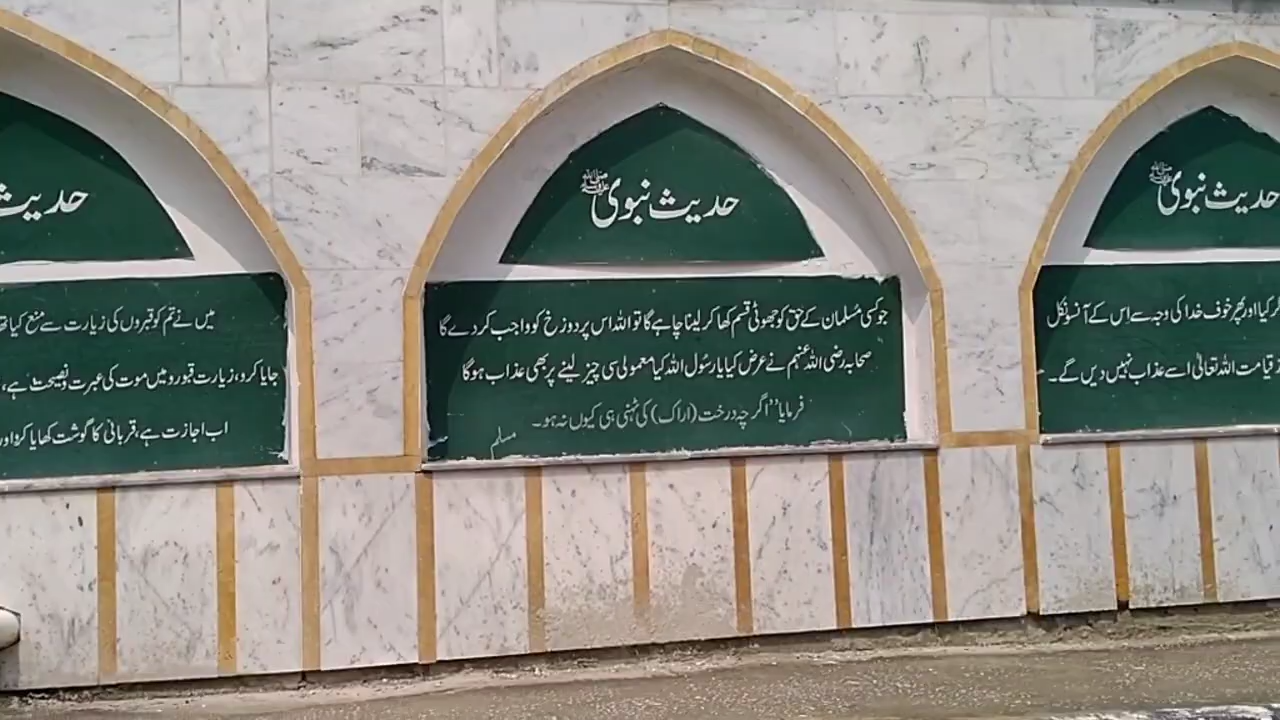 حدیث نبوی ﷺ
جو کسی مسلمان کے حق کو جھوٹی قسم کھا کر لینا چاہے گا تو اللہ اس پر دوزخ کو واجب کر دے گا
صحابہ رضی اللہ عنہم نے عرض کیا یا رسول اللہ کیا معمولی سی چیز لینے پر بھی عذاب ہوگا
فرمایا "اگرچہ درخت (اراک) کی ٹہنی ہی کیوں نہ ہو۔
مسلم
حدیث نبوی ﷺ
کیا اور پھر خوف خدا کی وجہ سے اس کے آنسو نکل
قیامت اللہ تعالیٰ اسے عذاب نہیں دیں گے۔
حدیث
میں نے تم کو قبروں کی زیارت سے منع کیا تھا
جایا کرو، زیارت قبور و میں موت کی عبرت و نصیحت ہے،
اب اجازت ہے، قربانی کا گوشت کھایا کرو اور